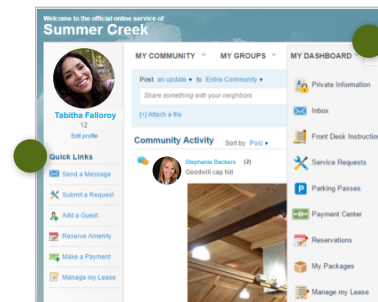 Welcome to the official online service of
Summer Creek
Tabitha Falloroy
12
Edit profile
Quick Links
Send a Message
Submit a Request
Add a Guest
Reserve Amenity
Make a Payment
Manage my Lease
MY COMMUNITY
MY GROUPS
MY DASHBOARD
Post an update ▾ to Entire Community ▾
Share something with your neighbors
[+] Attach a file
Community Activity Sort by Post ▾
Stephanie Backers (2)
Goodwill cap hill
Private Information
Inbox
Front Desk Instruction
Service Requests
Parking Passes
Payment Center
Reservations
My Packages
Manage my Lease